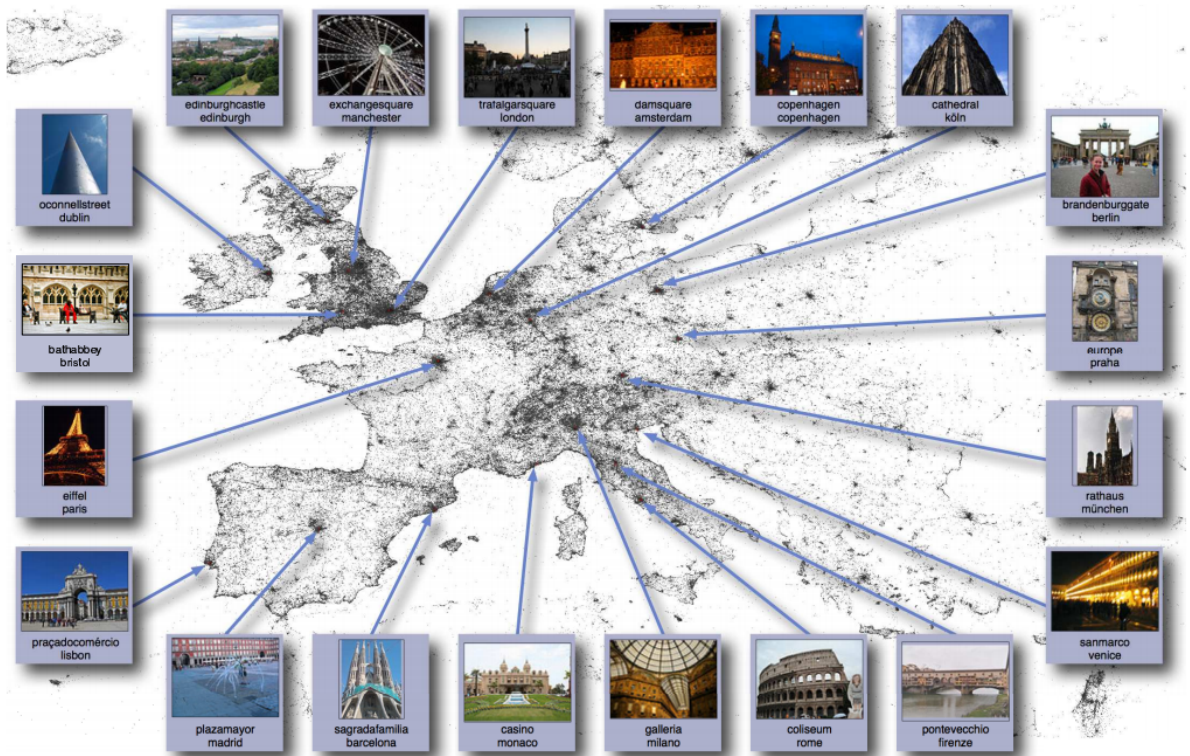 edinburghcastle
edinburgh
exchangesquare
manchester
trafalgarsquare
london
damsquare
amsterdam
copenhagen
copenhagen
cathedral
köln
oconnellstreet
dublin
brandenburggate
berlin
bathabbey
bristol
europe
praha
eiffel
paris
rathaus
münchen
praçadocomércio
lisbon
sanmarco
venice
plazamayor
madrid
sagradafamilia
barcelona
casino
monaco
galleria
milano
coliseum
rome
pontevecchio
firenze